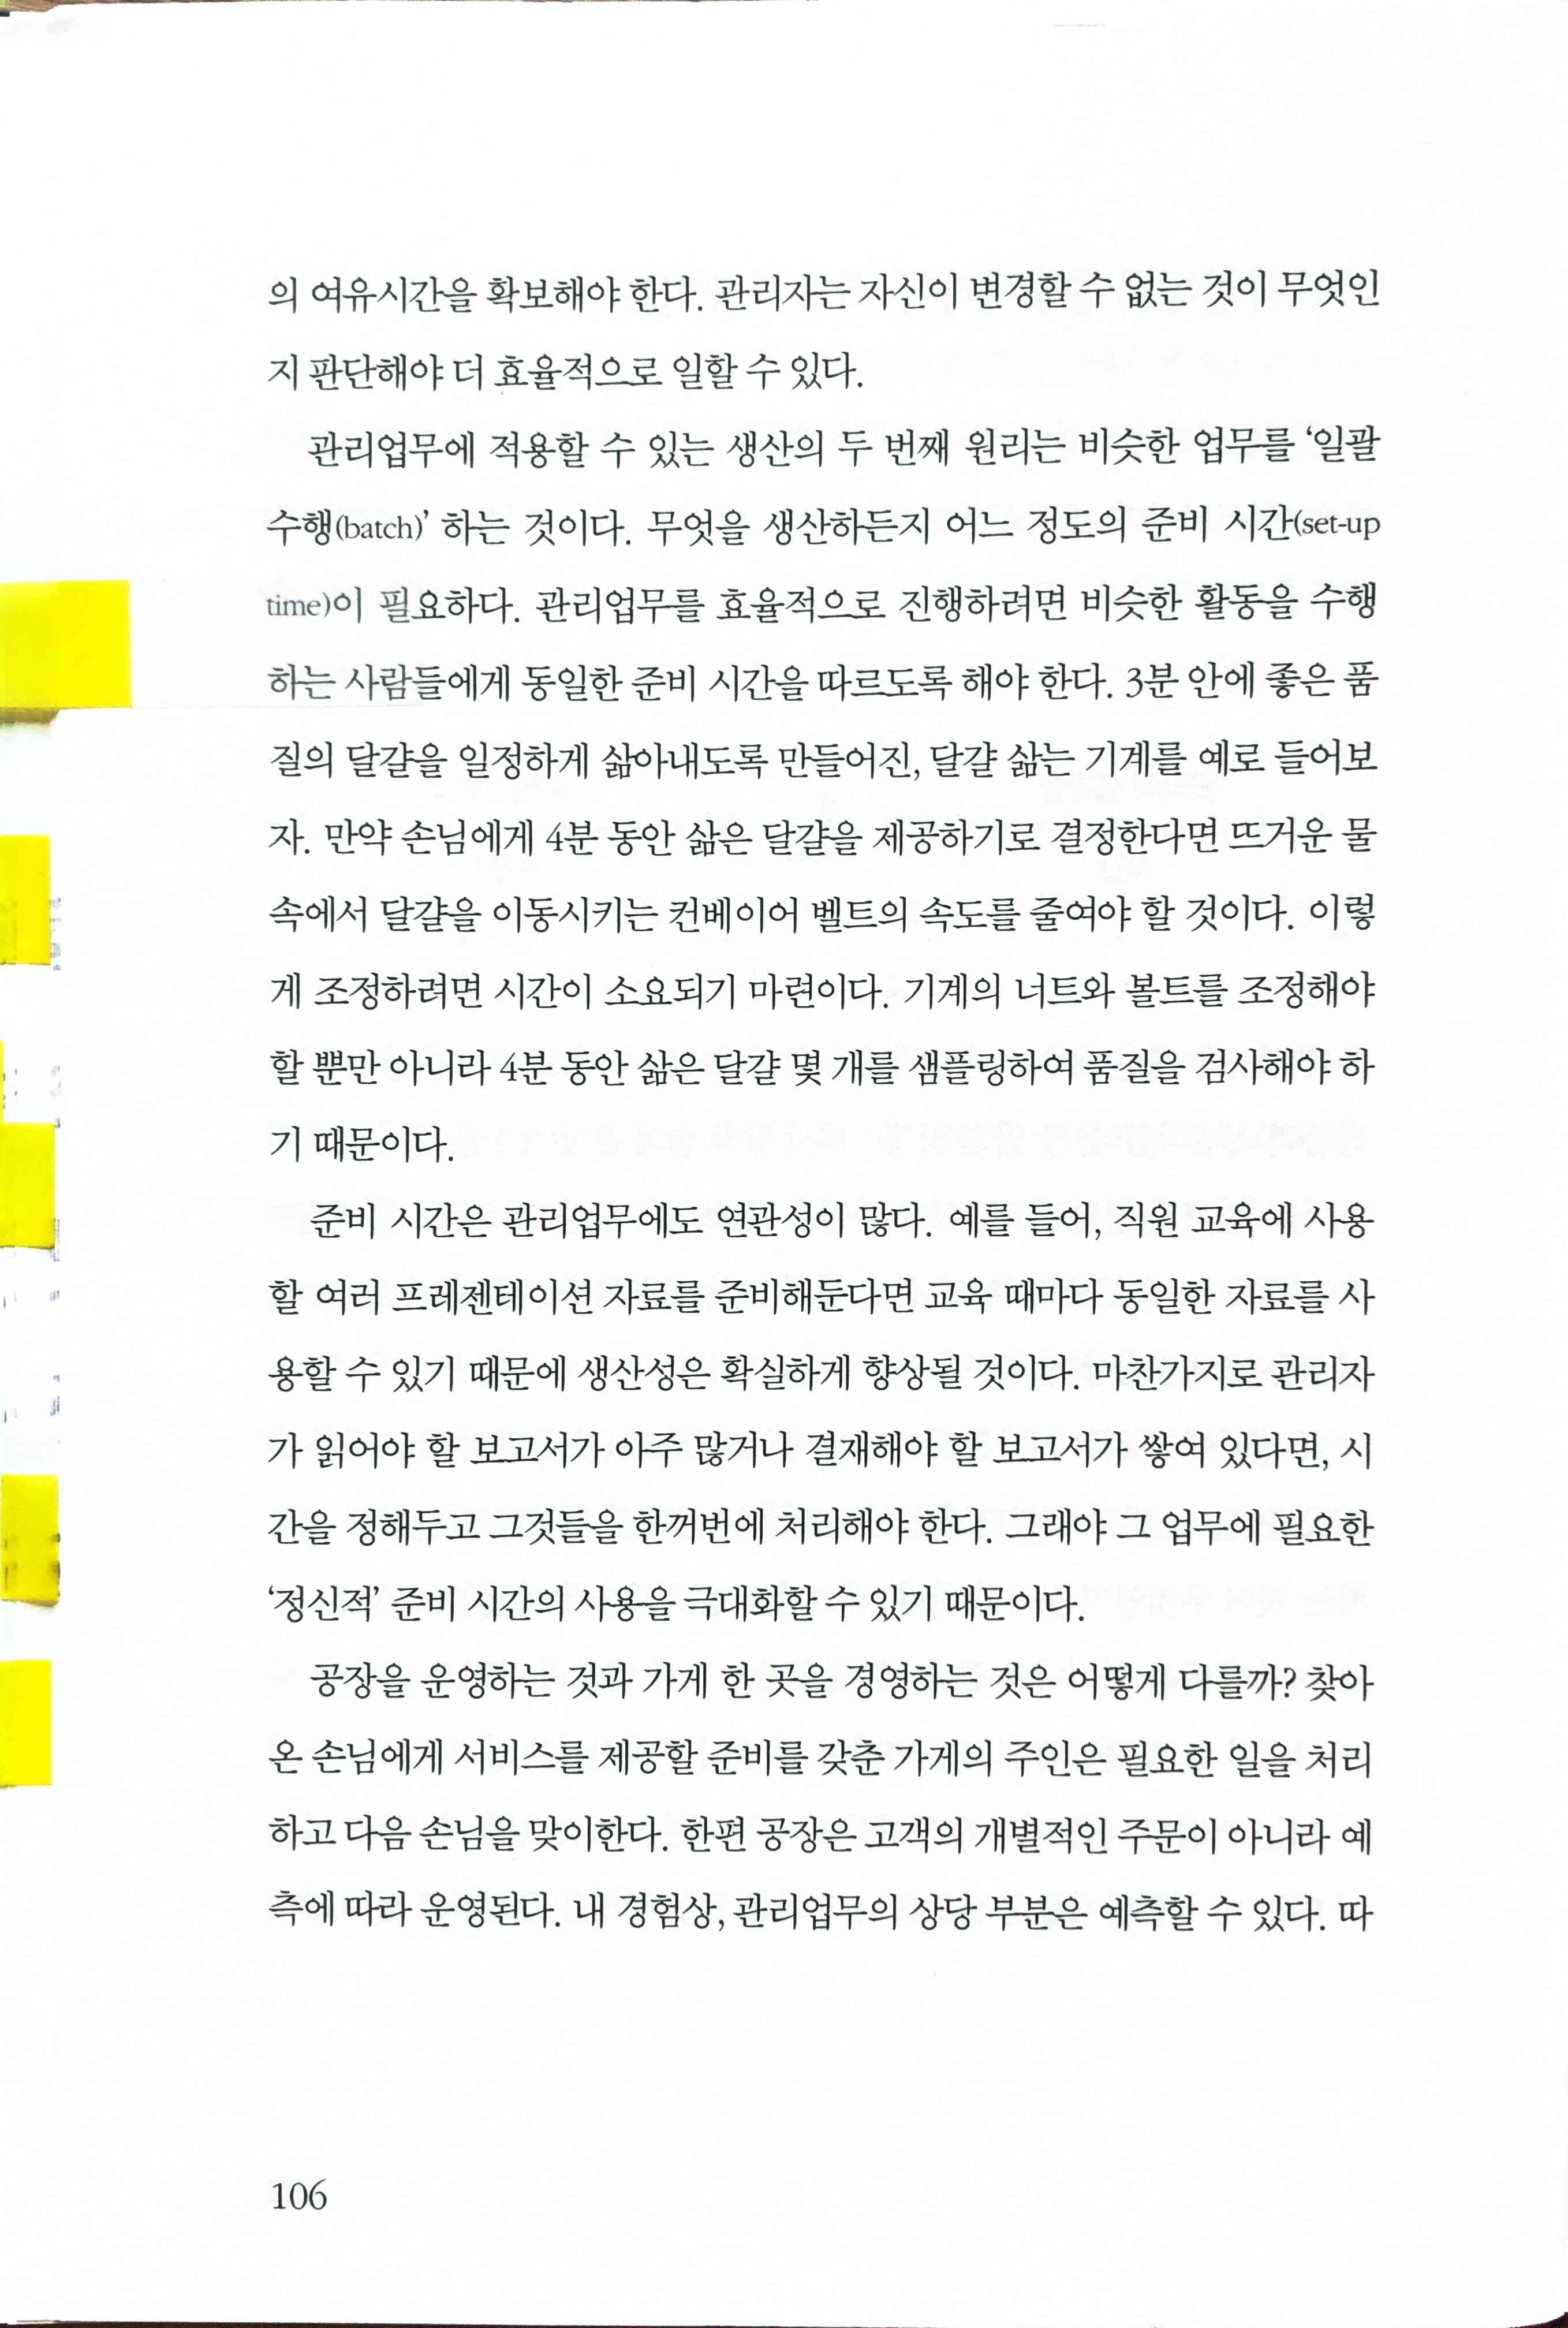 의 여유시간을 확보해야 한다. 관리자는 자신이 변경할 수 없는 것이 무엇인
지 판단해야 더 효율적으로 일할 수 있다.
관리업무에 적용할 수 있는 생산의 두 번째 원리는 비슷한 업무를 ‘일괄
수행(batch)’ 하는 것이다. 무엇을 생산하든지 어느 정도의 준비 시간(set-up
time)이 필요하다. 관리업무를 효율적으로 진행하려면 비슷한 활동을 수행
하는 사람들에게 동일한 준비 시간을 따르도록 해야 한다. 3분 안에 좋은 품
질의 달걀을 일정하게 삶아내도록 만들어진, 달걀 삶는 기계를 예로 들어보
자. 만약 손님에게 4분 동안 삶은 달걀을 제공하기로 결정한다면 뜨거운 물
속에서 달걀을 이동시키는 컨베이어 벨트의 속도를 줄여야 할 것이다. 이렇
게 조정하려면 시간이 소요되기 마련이다. 기계의 너트와 볼트를 조정해야
할 뿐만 아니라 4분 동안 삶은 달걀 몇 개를 샘플링하여 품질을 검사해야 하
기 때문이다.
준비 시간은 관리업무에도 연관성이 많다. 예를 들어, 직원 교육에 사용
할 여러 프레젠테이션 자료를 준비해둔다면 교육 때마다 동일한 자료를 사
용할 수 있기 때문에 생산성은 확실하게 향상될 것이다. 마찬가지로 관리자
가 읽어야 할 보고서가 아주 많거나 결재해야 할 보고서가 쌓여 있다면, 시
간을 정해두고 그것들을 한꺼번에 처리해야 한다. 그래야 그 업무에 필요한
‘정신적’ 준비 시간의 사용을 극대화할 수 있기 때문이다.
공장을 운영하는 것과 가게 한 곳을 경영하는 것은 어떻게 다를까? 찾아
온 손님에게 서비스를 제공할 준비를 갖춘 가게의 주인은 필요한 일을 처리
하고 다음 손님을 맞이한다. 한편 공장은 고객의 개별적인 주문이 아니라 예
측에 따라 운영된다. 내 경험상, 관리업무의 상당 부분은 예측할 수 있다. 따
106